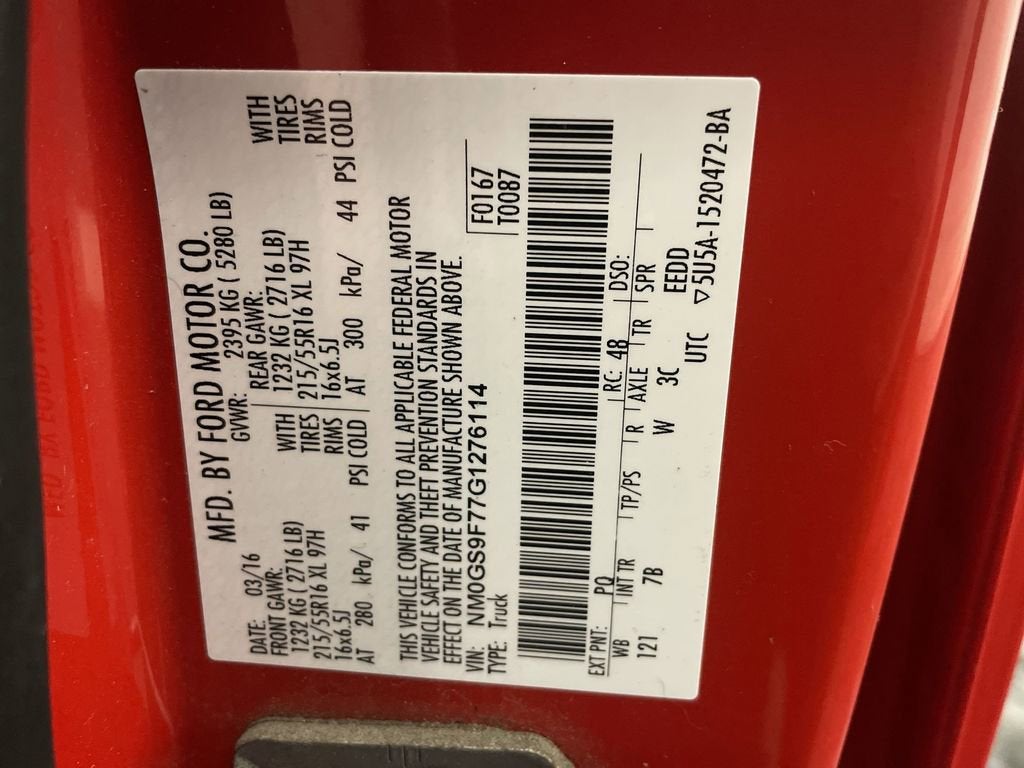 MFD. BY FORD MOTOR CO.
DATE: 03/16 GVWR: 2395 KG ( 5280 LB)
FRONT GAWR: REAR GAWR:
1232 KG ( 2716 LB) WITH 1232 KG ( 2716 LB) WITH
215/55R16 XL 97H TIRES 215/55R16 XL 97H TIRES
16x6.5J RIMS 16x6.5J RIMS
AT 280 kPa/ 41 PSI COLD AT 300 kPa/ 44 PSI COLD
THIS VEHICLE CONFORMS TO ALL APPLICABLE FEDERAL MOTOR
VEHICLE SAFETY AND THEFT PREVENTION STANDARDS IN
EFFECT ON THE DATE OF MANUFACTURE SHOWN ABOVE.
VIN: NM0GS9F77G1276114 F0167
TYPE: Truck T0087
EXT PNT: PQ RC: 4B DSO:
WB INT TR TP/PS R AXLE TR SPR
121 7B W 3C EEDD
UTC ▽5U5A-1520472-BA